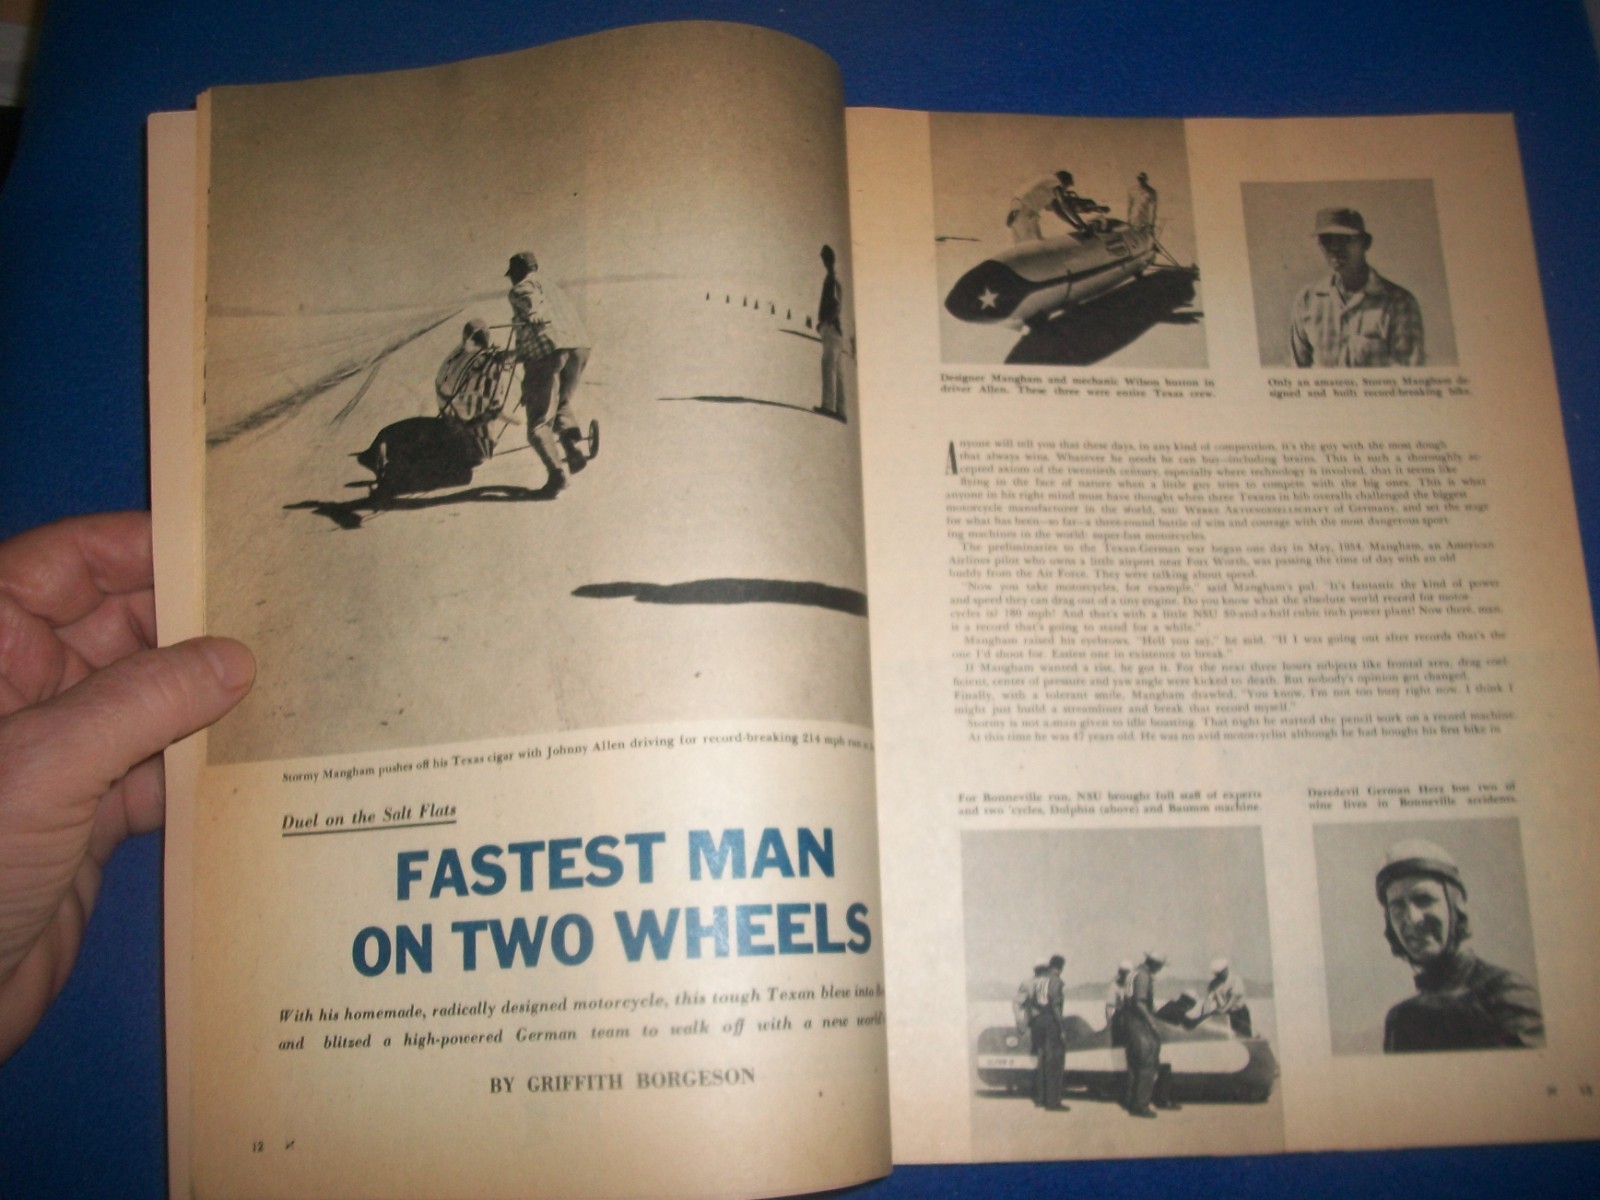 Stormy Mangham pushes off his Texas cigar with Johnny Allen driving for record-breaking 214 mph run
Duel on the Salt Flats
FASTEST MAN
ON TWO WHEELS
With his homemade, radically designed motorcycle, this tough Texan blew into
and blitzed a high-powered German team to walk off with a new world
BY GRIFFITH BORGESON
12
Designer Mangham and mechanic Wilson button in
driver Allen. These three were entire Texas crew.
Only an amateur, Stormy Mangham de-
signed and built record-breaking bike.
Anyone will tell you that these days, in any kind of competition, it's the guy with the most dough
that always wins. Whatever he needs he can buy—including brains. This is such a thoroughly ac-
cepted axiom of the twentieth century, especially where technology is involved, that it seems like
flying in the face of nature when a little guy tries to compete with the big ones. This is what
anyone in his right mind must have thought when three Texans in bib overalls challenged the biggest
motorcycle manufacturer in the world, NSU WERKE AKTIENGESELLSCHAFT of Germany, and set the stage
for what has been—so far—a three-round battle of wits and courage with the most dangerous sport-
ing machines in the world: super-fast motorcycles.
The preliminaries to the Texan-German war began one day in May, 1954. Mangham, an American
Airlines pilot who owns a little airport near Fort Worth, was passing the time of day with an old
buddy from the Air Force. They were talking about speed.
"Now you take motorcycles, for example," said Mangham's pal. "It's fantastic the kind of power
and speed they can drag out of a tiny engine. Do you know what the absolute world record for motor-
cycles is? 180 mph! And that's with a little NSU 30-and-a-half cubic inch power plant! Now there, man,
is a record that's going to stand for a while."
Mangham raised his eyebrows. "Hell you say," he said. "If I was going out after records that's the
one I'd shoot for. Easiest one in existence to break."
If Mangham wanted a rise, he got it. For the next three hours subjects like frontal area, drag coef-
ficient, center of pressure and yaw angle were kicked to death. But nobody's opinion got changed.
Finally, with a tolerant smile, Mangham drawled, "You know, I'm not too busy right now. I think I
might just build a streamliner and break that record myself."
Stormy is not a man given to idle boasting. That night he started the pencil work on a record machine.
At this time he was 47 years old. He was no avid motorcyclist although he had bought his first bike in
For Bonneville run, NSU brought full staff of experts
and two 'cycles, Dolphin (above) and Baumm machine.
Daredevil German Herz lost two of
nine lives in Bonneville accidents.